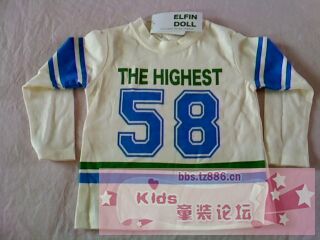 ELFIN
DOLL
THE HIGHEST
58
bbs.tz886.cn
Kids
童装论坛